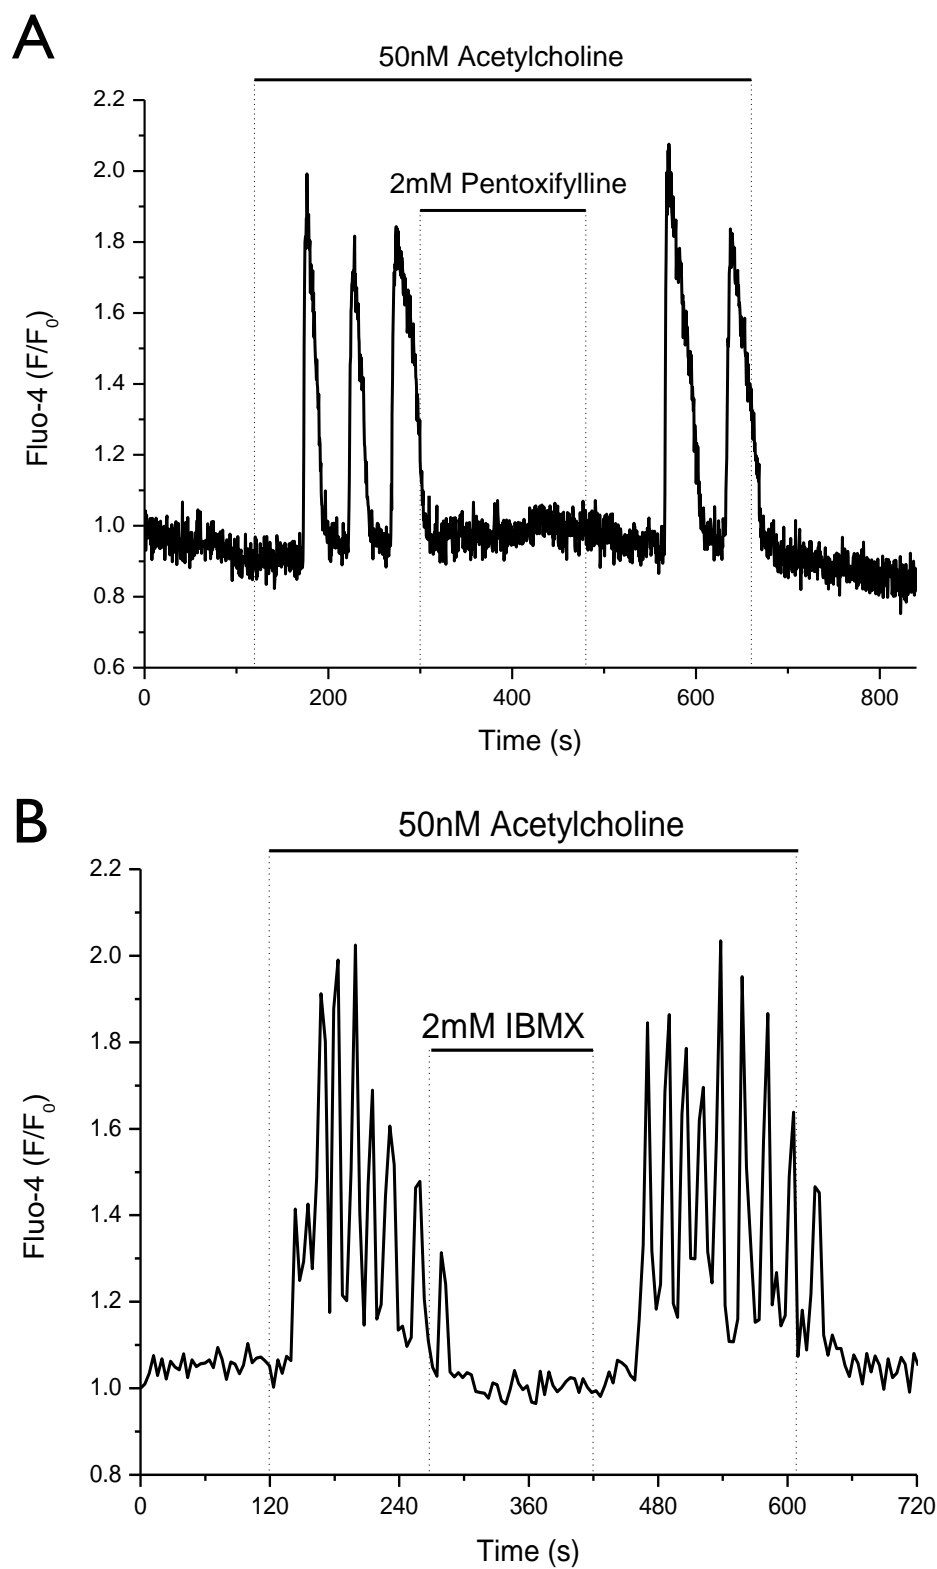 A
50nM Acetylcholine
2.2
2mM Pentoxifylline
2.0
1.8
1.6
1.4
1.2
1.0
0.8
0.6
Fluo-4 (F/F₀)
0 200 400 600 800
Time (s)
B
50nM Acetylcholine
2.2
2.0
2mM IBMX
1.8
1.6
1.4
1.2
1.0
0.8
Fluo-4 (F/F₀)
0 120 240 360 480 600 720
Time (s)